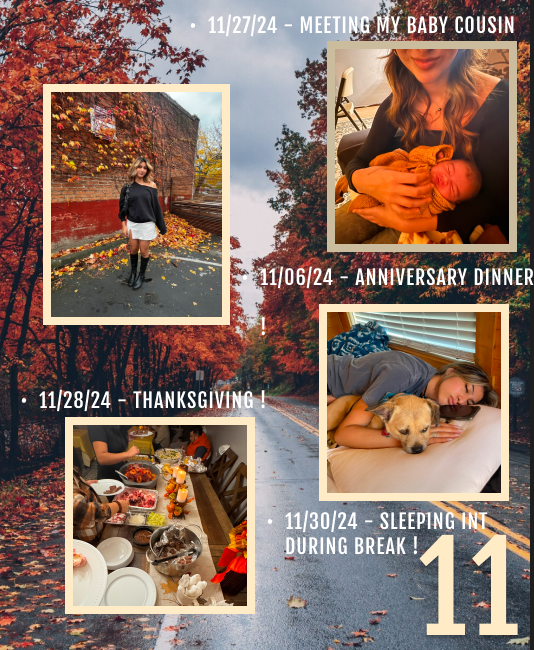 • 11/27/24 - MEETING MY BABY COUSIN
• 11/06/24 - ANNIVERSARY DINNER
!
• 11/28/24 - THANKSGIVING !
• 11/30/24 - SLEEPING INT
DURING BREAK !
11